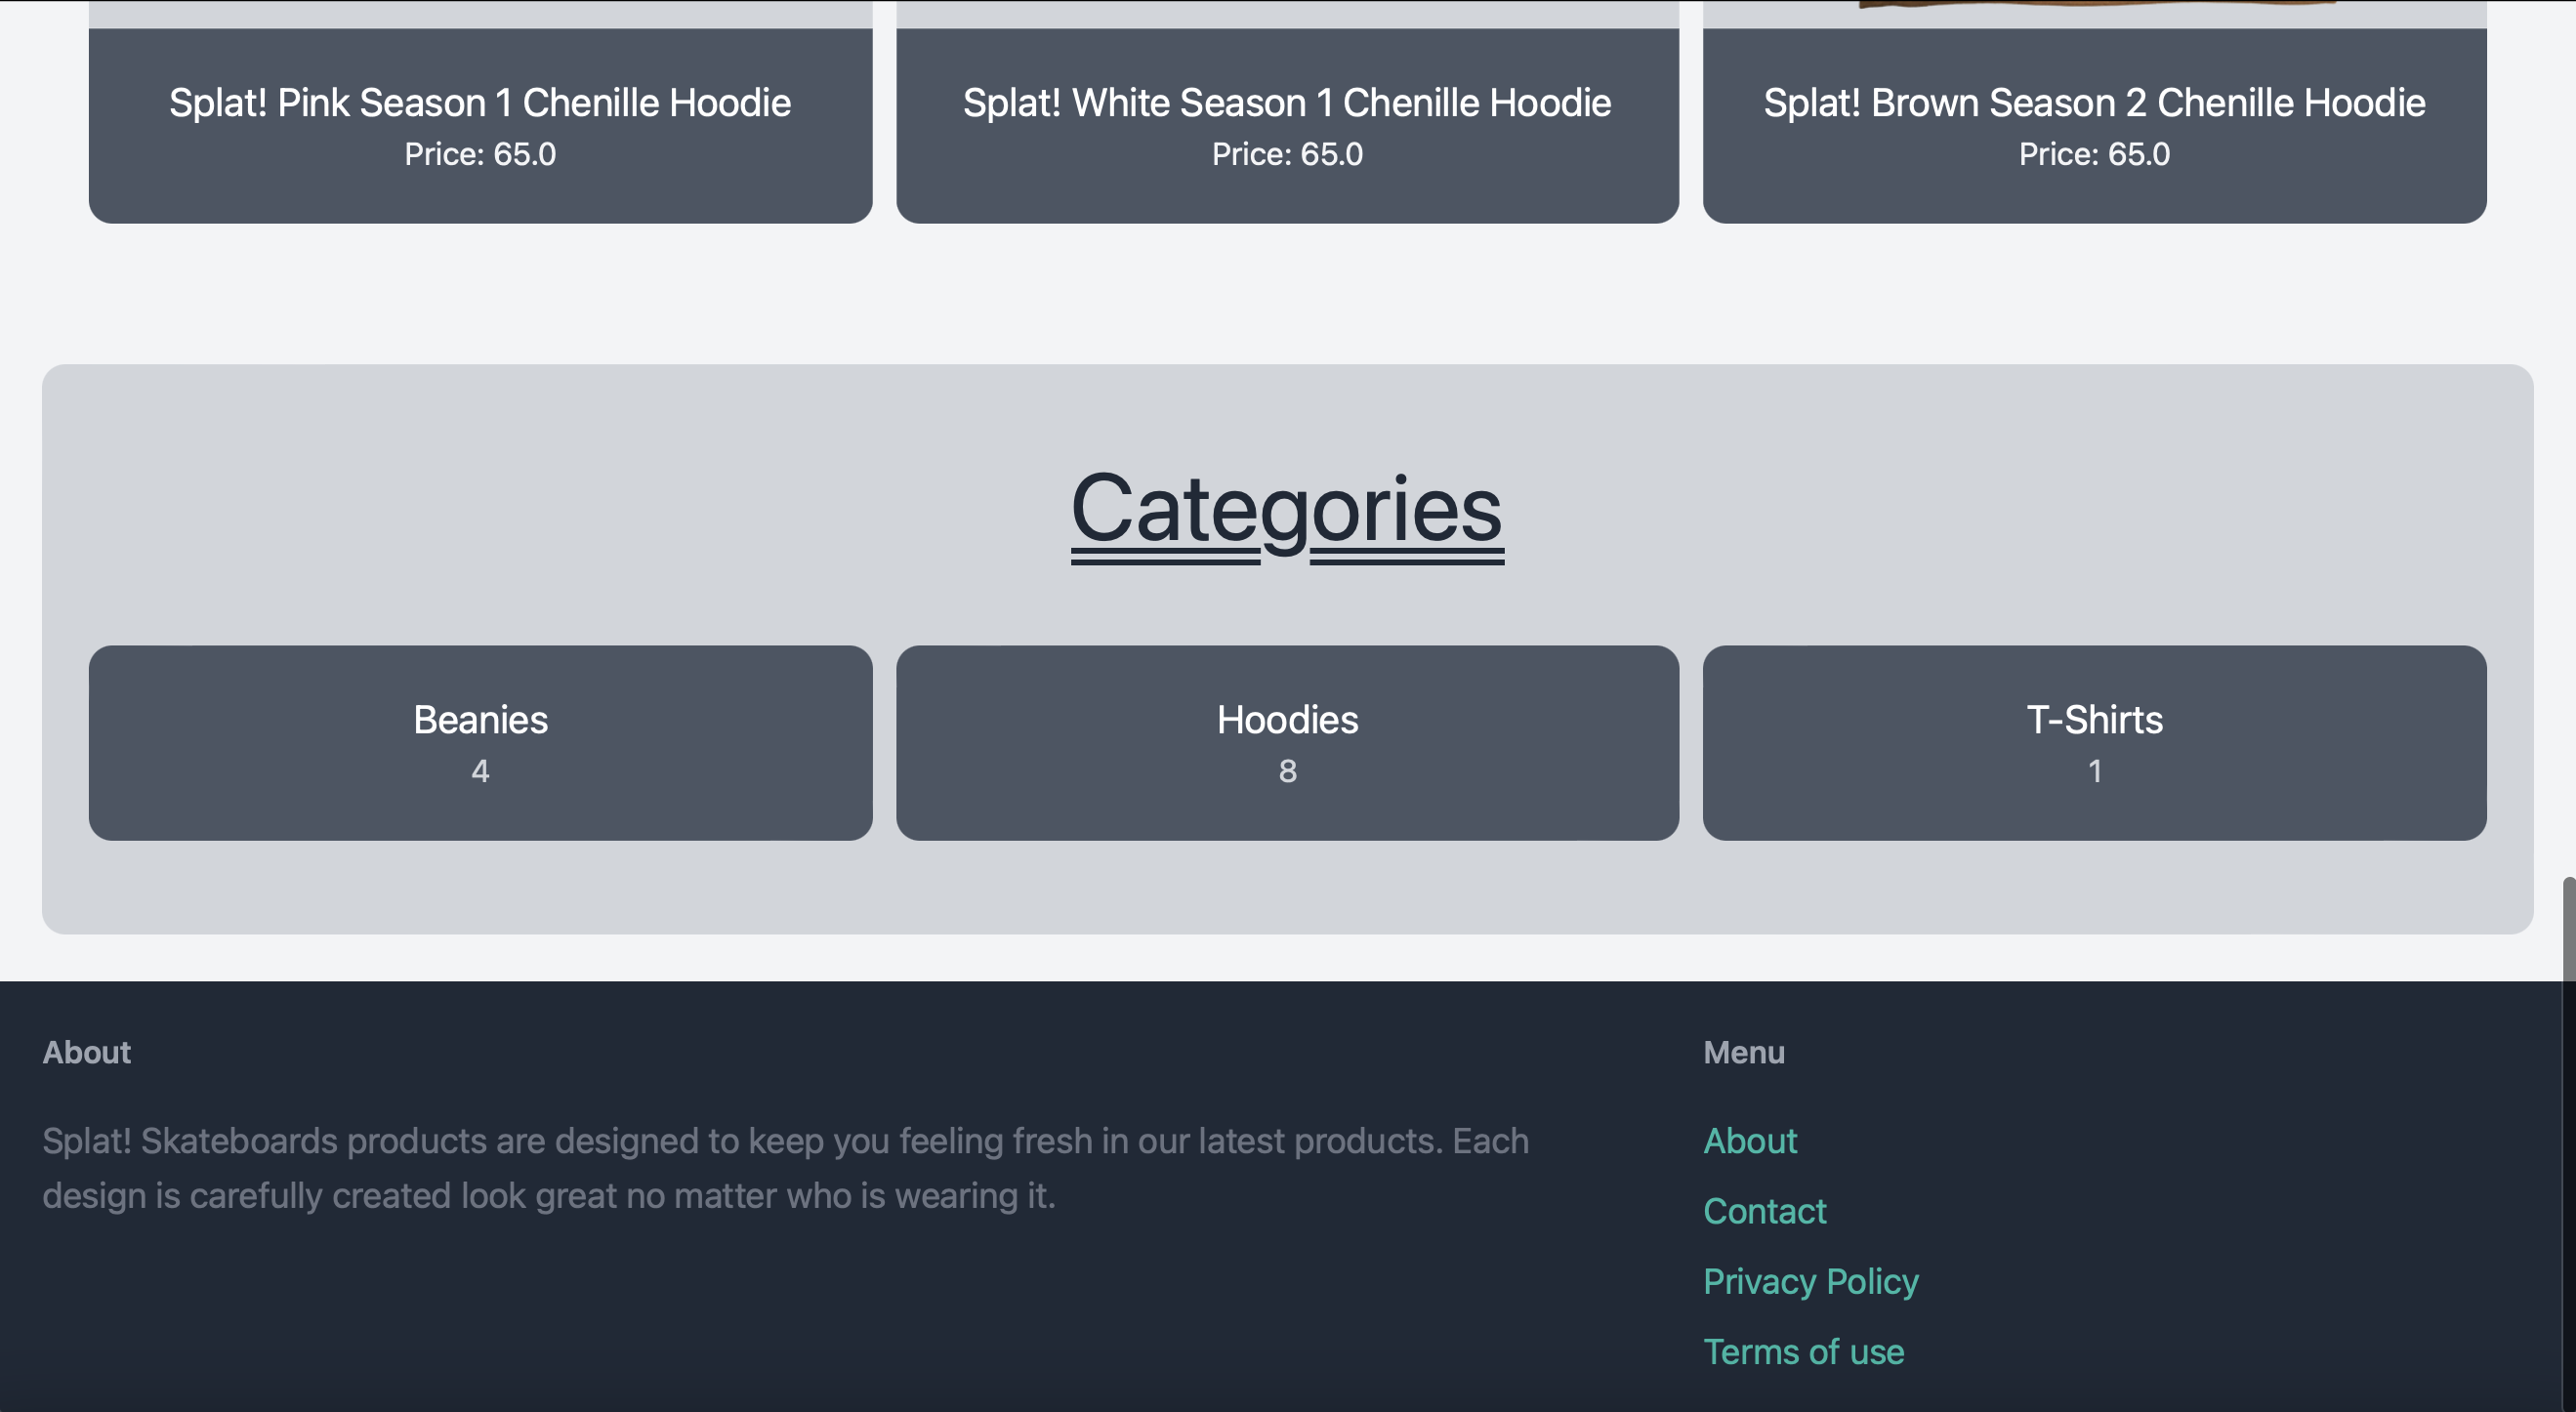 Splat! Pink Season 1 Chenille Hoodie
Price: 65.0
Splat! White Season 1 Chenille Hoodie
Price: 65.0
Splat! Brown Season 2 Chenille Hoodie
Price: 65.0
Categories
Beanies
4
Hoodies
8
T-Shirts
1
About
Splat! Skateboards products are designed to keep you feeling fresh in our latest products. Each
design is carefully created look great no matter who is wearing it.
Menu
About
Contact
Privacy Policy
Terms of use